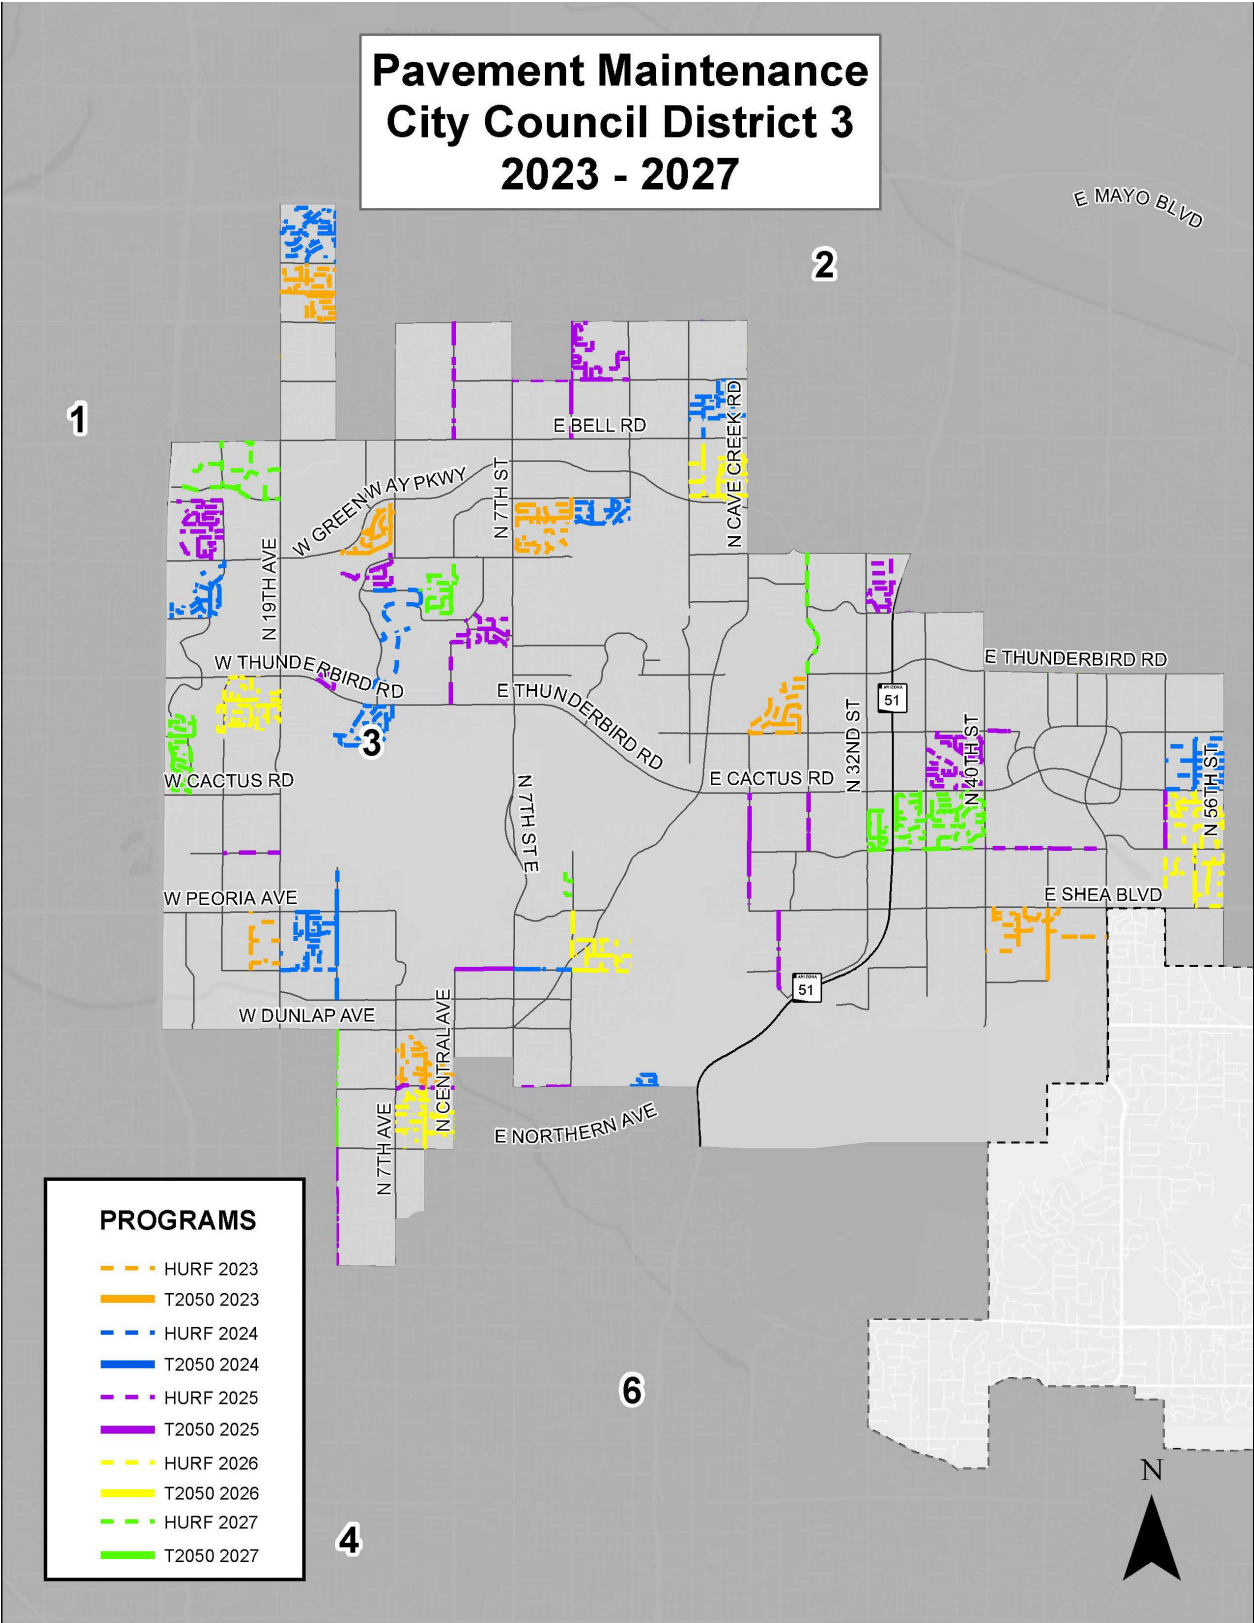 Pavement Maintenance
City Council District 3
2023 - 2027
E MAYO BLVD
2
1
E BELL RD
N CAVE CREEK RD
W GREENWAY PKWY
N 7TH ST
N 19TH AVE
W THUNDERBIRD RD
E THUNDERBIRD RD
E THUNDERBIRD RD
ARIZONA
51
N 32ND ST
N 40TH ST
N 56TH ST
3
W CACTUS RD
E CACTUS RD
N 7TH ST E
W PEORIA AVE
E SHEA BLVD
ARIZONA
51
W DUNLAP AVE
N CENTRAL AVE
N 7TH AVE
E NORTHERN AVE
PROGRAMS
HURF 2023
T2050 2023
HURF 2024
T2050 2024
HURF 2025
T2050 2025
HURF 2026
T2050 2026
HURF 2027
T2050 2027
6
4
N